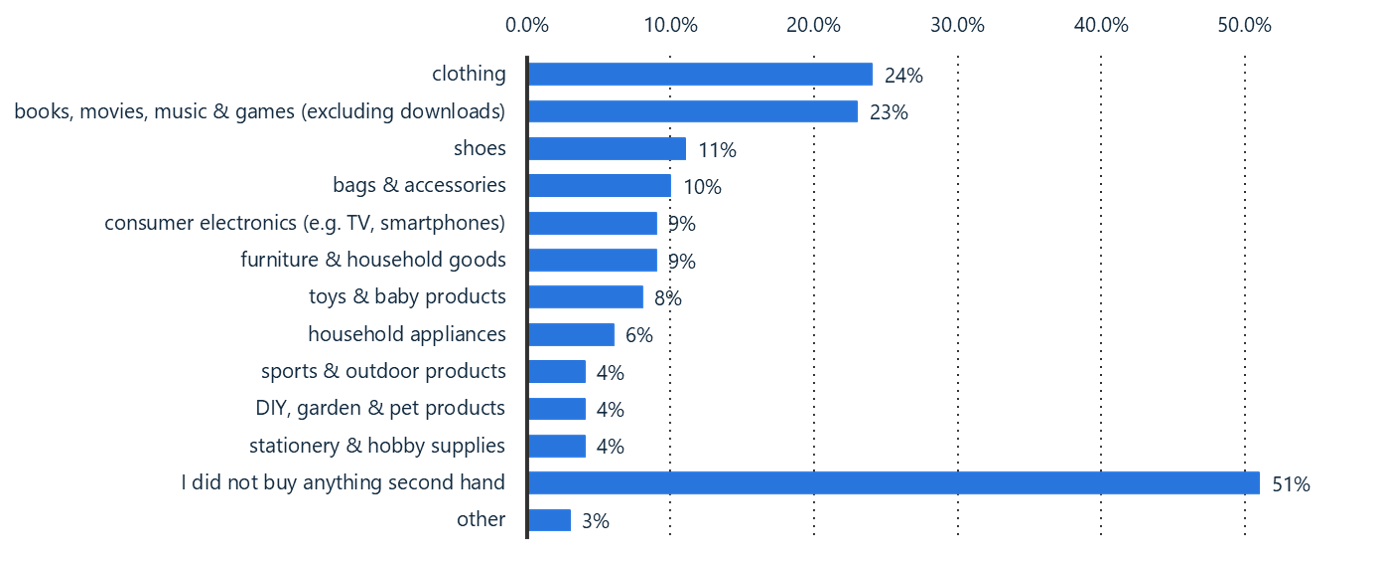 0.0% 10.0% 20.0% 30.0% 40.0% 50.0%
clothing 24%
books, movies, music & games (excluding downloads) 23%
shoes 11%
bags & accessories 10%
consumer electronics (e.g. TV, smartphones) 9%
furniture & household goods 9%
toys & baby products 8%
household appliances 6%
sports & outdoor products 4%
DIY, garden & pet products 4%
stationery & hobby supplies 4%
I did not buy anything second hand 51%
other 3%